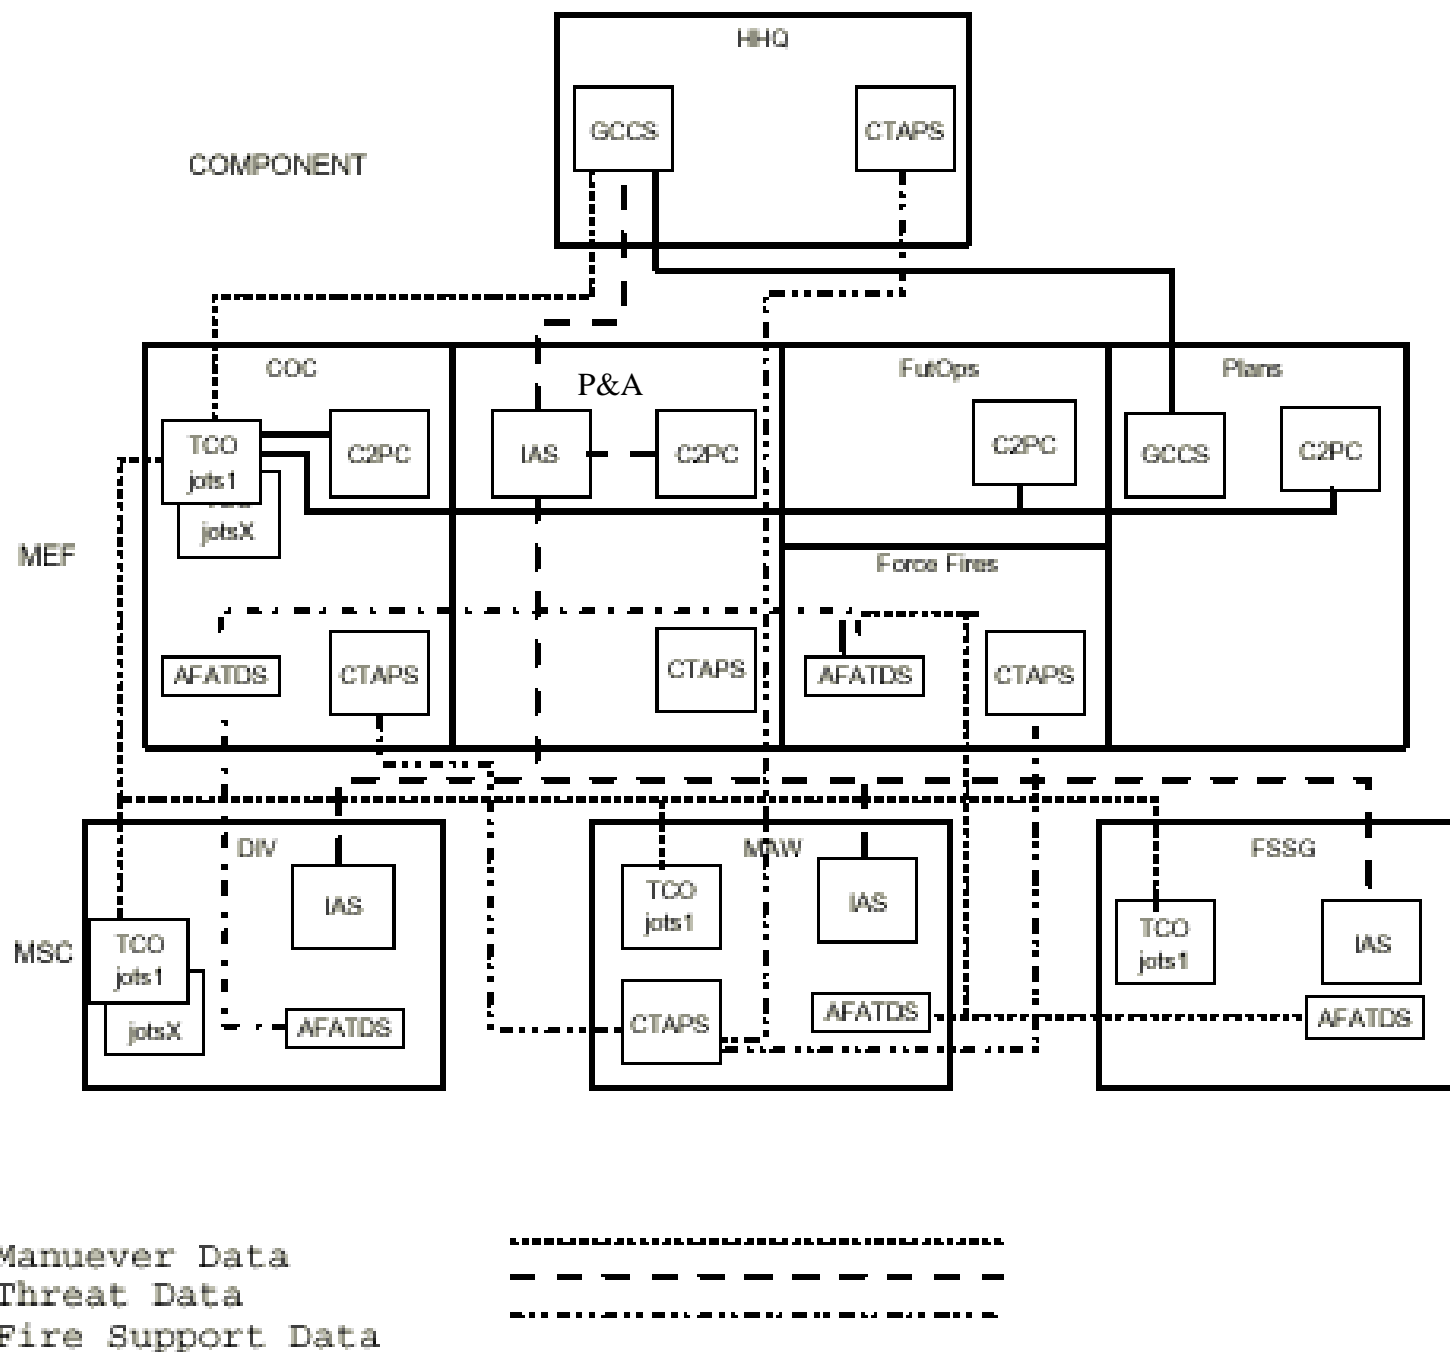 HHQ
GCCS
CTAPS
COMPONENT
COC
P&A
FutOps
Plans
TCO
jots1
C2PC
IAS
C2PC
C2PC
GCCS
C2PC
jotsX
MEF
Force Fires
AFATDS
CTAPS
CTAPS
AFATDS
CTAPS
DIV
MAW
FSSG
IAS
TCO
jots1
IAS
MSC
TCO
jots1
TCO
jots1
IAS
jotsX
AFATDS
CTAPS
AFATDS
AFATDS
Manuever Data
Threat Data
Fire Support Data